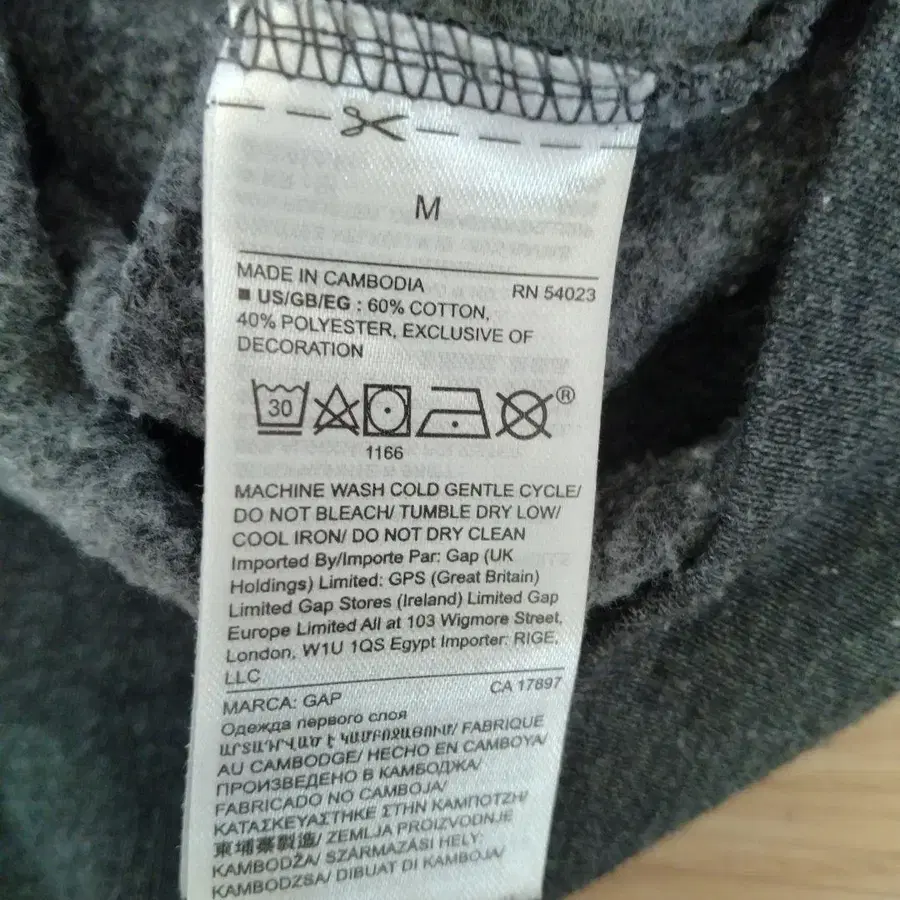 M
MADE IN CAMBODIA RN 54023
■ US/GB/EG : 60% COTTON,
40% POLYESTER, EXCLUSIVE OF
DECORATION
30 ®
1166
MACHINE WASH COLD GENTLE CYCLE/
DO NOT BLEACH/ TUMBLE DRY LOW/
COOL IRON/ DO NOT DRY CLEAN
Imported By/Importe Par: Gap (UK
Holdings) Limited: GPS (Great Britain)
Limited Gap Stores (Ireland) Limited Gap
Europe Limited All at 103 Wigmore Street,
London, W1U 1QS Egypt Importer: RIGE,
LLC
MARCA: GAP CA 17897
Одежда первого слоя
ԱՐՏԱԴՐՎԱԾ Է ԿԱՄԲՈՋԱՅՈՒՄ/ FABRIQUE
AU CAMBODGE/ HECHO EN CAMBOYA/
ПРОИЗВЕДЕНО В КАМБОДЖА/
FABRICADO NO CAMBOJA/
ΚΑΤΑΣΚΕΥΑΣΤΗΚΕ ΣΤΗΝ ΚΑΜΠΟΤΖΗ/
柬埔寨製造/ ZEMLJA PROIZVODNJE
KAMBODŽA/ SZÁRMAZÁSI HELY:
KAMBODZSA/ DIBUAT DI KAMBOJA/